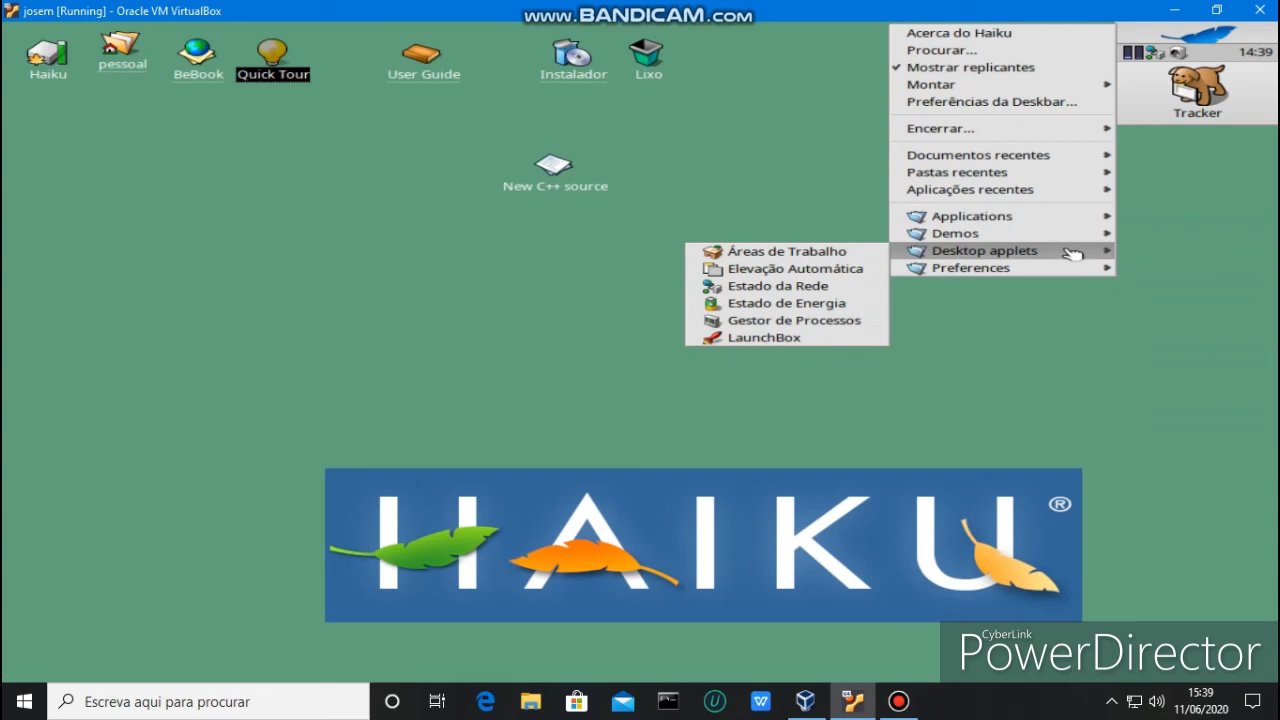 josem [Running] - Oracle VM VirtualBox
www.BANDICAM.com
Haiku
pessoal
BeBook
Quick Tour
User Guide
Instalador
Lixo
New C++ source
Acerca do Haiku
Procurar...
Mostrar replicantes
Montar
Preferências da Deskbar...
Encerrar...
Documentos recentes
Pastas recentes
Aplicações recentes
Applications
Demos
Desktop applets
Preferences
14:39
Tracker
Áreas de Trabalho
Elevação Automática
Estado da Rede
Estado de Energia
Gestor de Processos
LaunchBox
HAIKU®
CyberLink
PowerDirector
Escreva aqui para procurar
15:39
11/06/2020